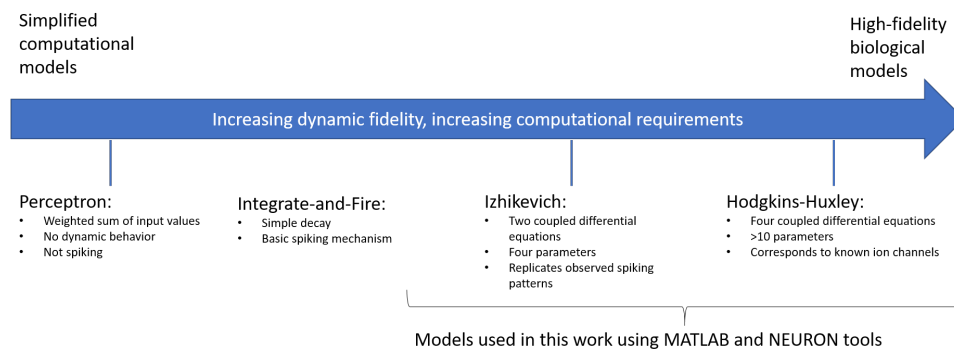 Simplified
computational
models
High-fidelity
biological
models
Increasing dynamic fidelity, increasing computational requirements
Perceptron:
• Weighted sum of input values
• No dynamic behavior
• Not spiking
Integrate-and-Fire:
• Simple decay
• Basic spiking mechanism
Izhikevich:
• Two coupled differential
equations
• Four parameters
• Replicates observed spiking
patterns
Hodgkins-Huxley:
• Four coupled differential equations
• >10 parameters
• Corresponds to known ion channels
Models used in this work using MATLAB and NEURON tools